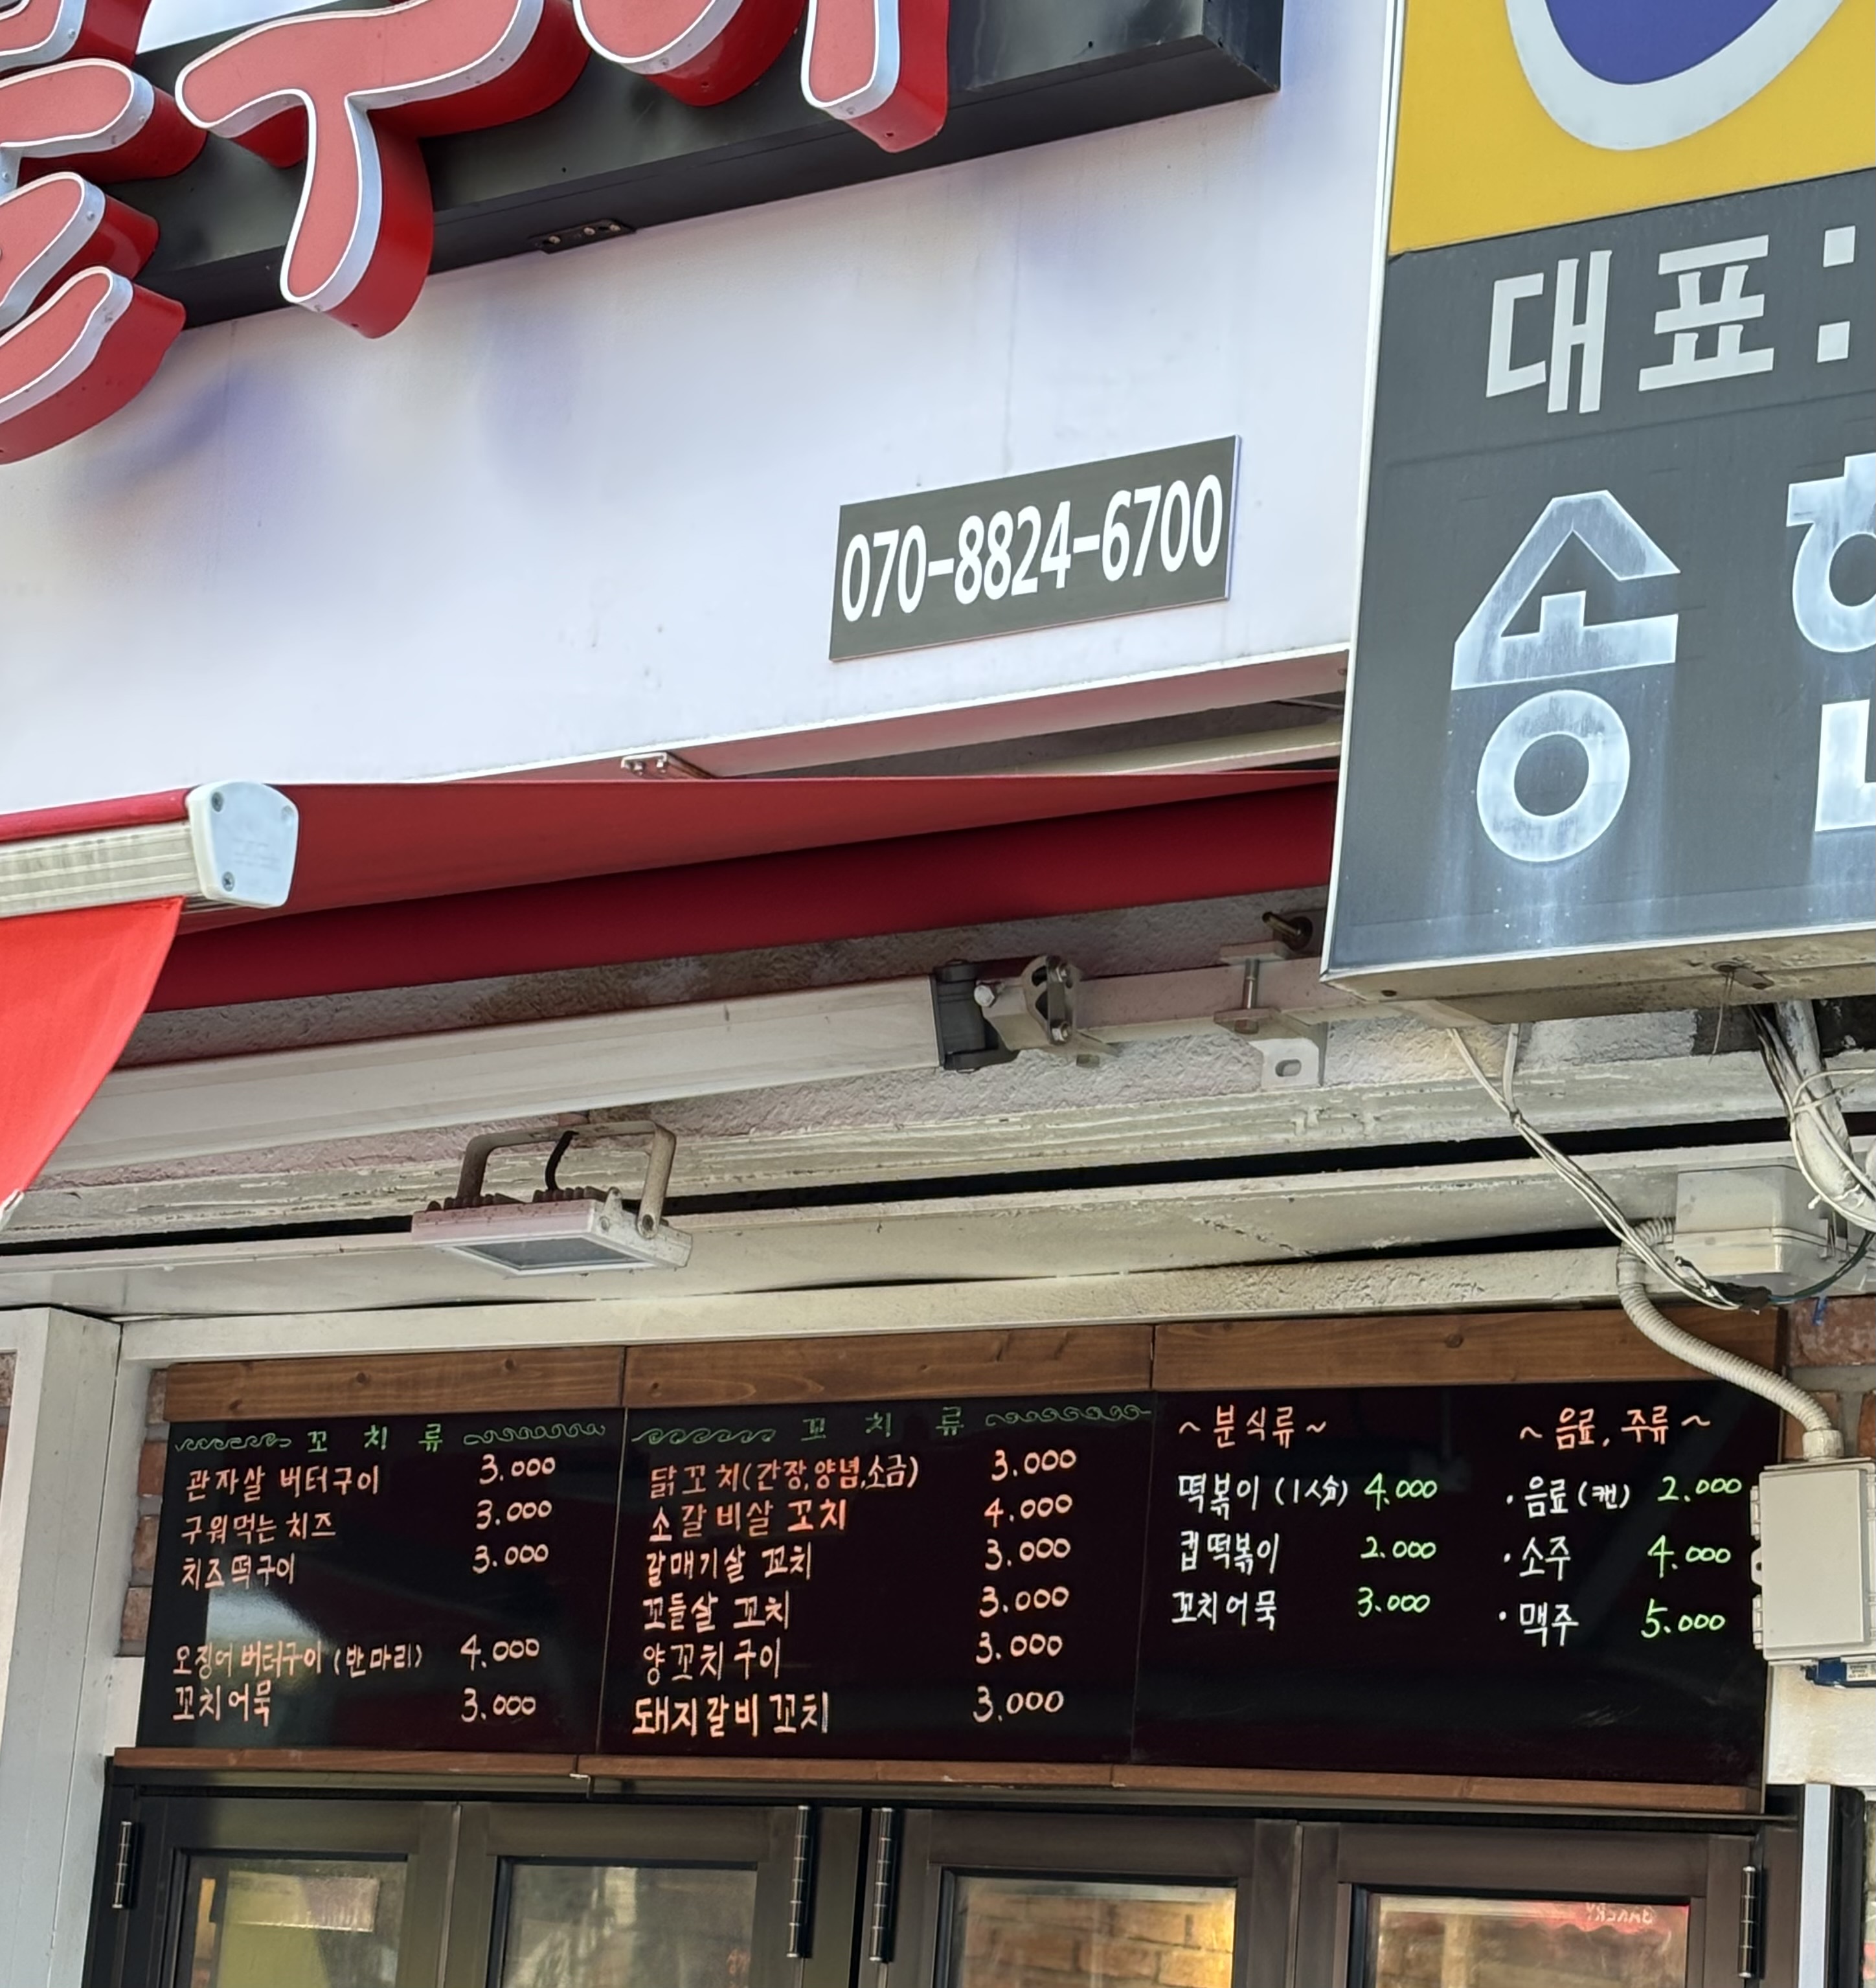 070-8824-6700
대표:
송
꼬 치 류
관자살 버터구이 3.000
구워먹는 치즈 3.000
치즈떡구이 3.000
오징어 버터구이 (반마리) 4.000
꼬치어묵 3.000
꼬 치 류
닭꼬치(간장,양념,소금) 3.000
소갈비살 꼬치 4.000
갈매기살 꼬치 3.000
꼬들살 꼬치 3.000
양꼬치구이 3.000
돼지갈비 꼬치 3.000
~분식류~
떡볶이 (1人分) 4.000
컵떡볶이 2.000
꼬치어묵 3.000
~음료, 주류~
·음료(캔) 2.000
·소주 4.000
·맥주 5.000